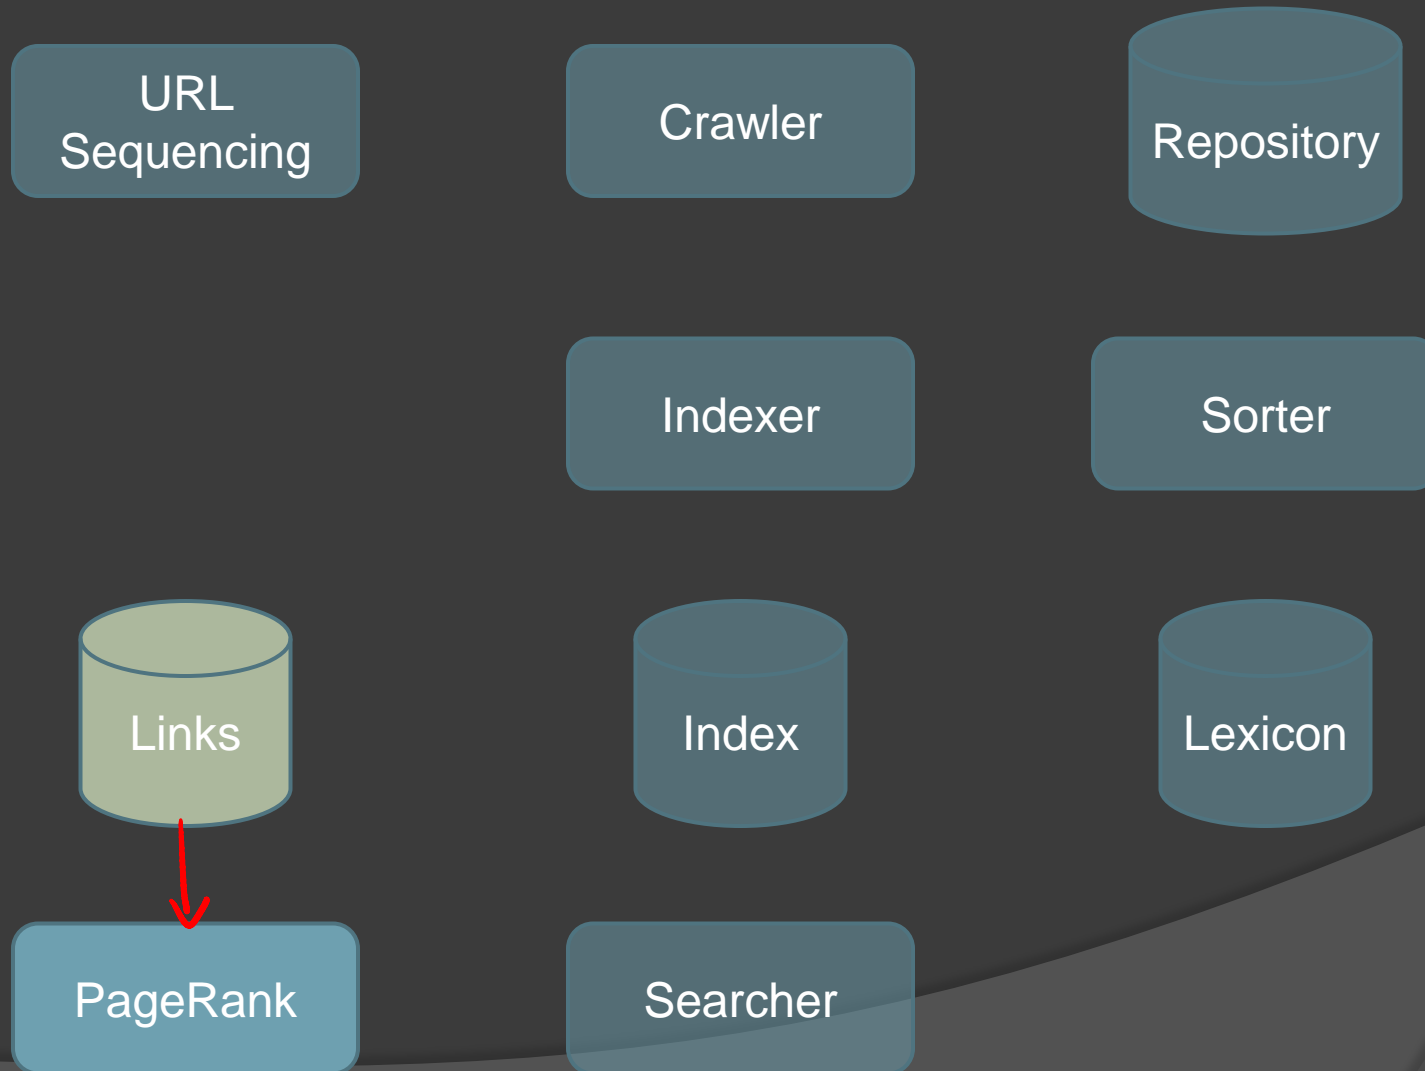 URL
Sequencing
Crawler
Repository
Indexer
Sorter
Links
Index
Lexicon
PageRank
Searcher